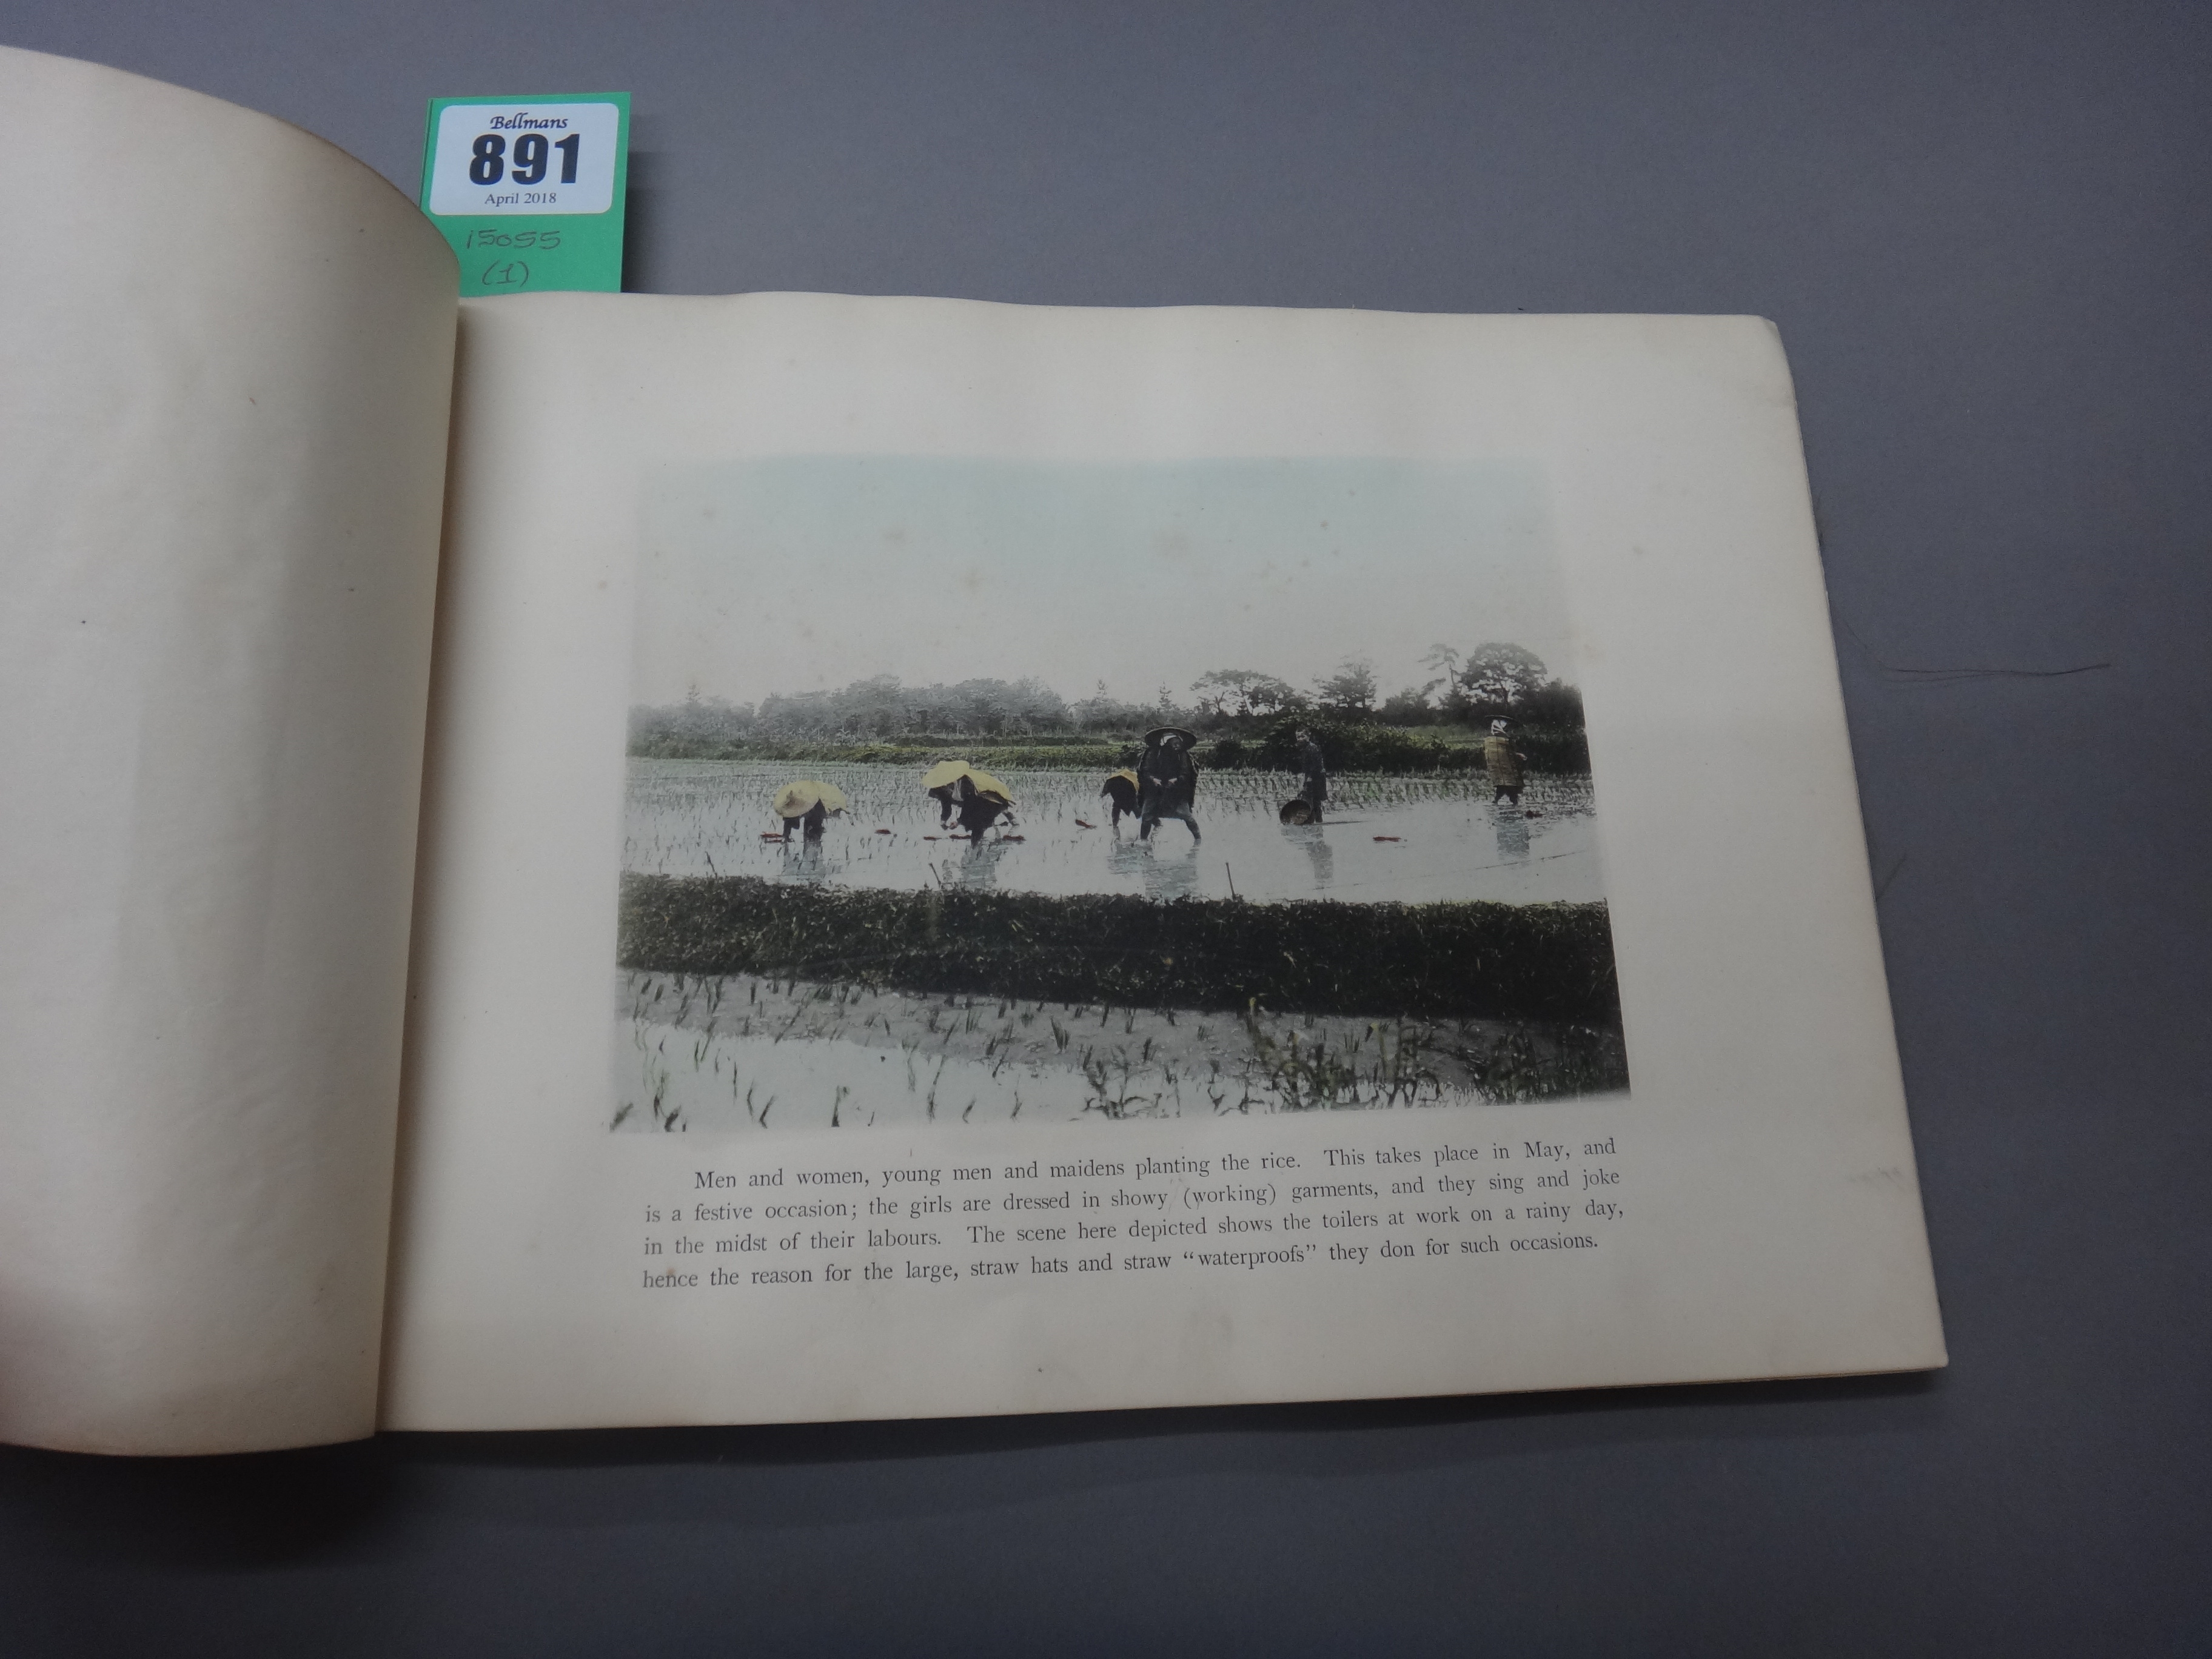 Bellmans
891
April 2018
15055
(1)
Men and women, young men and maidens planting the rice. This takes place in May, and
is a festive occasion; the girls are dressed in showy (working) garments, and they sing and joke
in the midst of their labours. The scene here depicted shows the toilers at work on a rainy day,
hence the reason for the large, straw hats and straw “waterproofs” they don for such occasions.